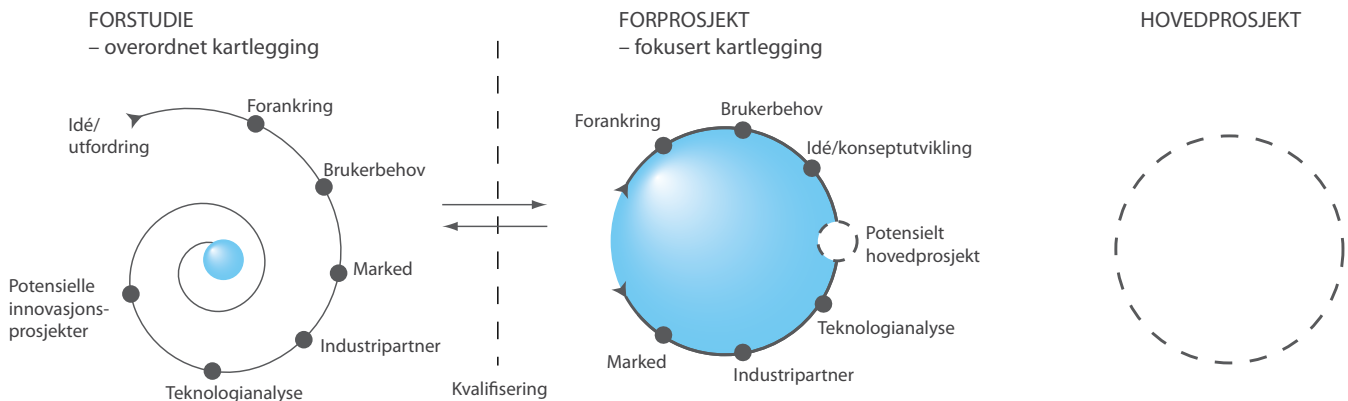 FORSTUDIE
– overordnet kartlegging
Idé/
utfordring
Forankring
Brukerbehov
Marked
Industripartner
Teknologianalyse
Potensielle
innovasjons-
prosjekter
Kvalifisering
FORPROSJEKT
– fokusert kartlegging
Forankring
Brukerbehov
Idé/konseptutvikling
Potensielt
hovedprosjekt
Teknologianalyse
Industripartner
Marked
HOVEDPROSJEKT